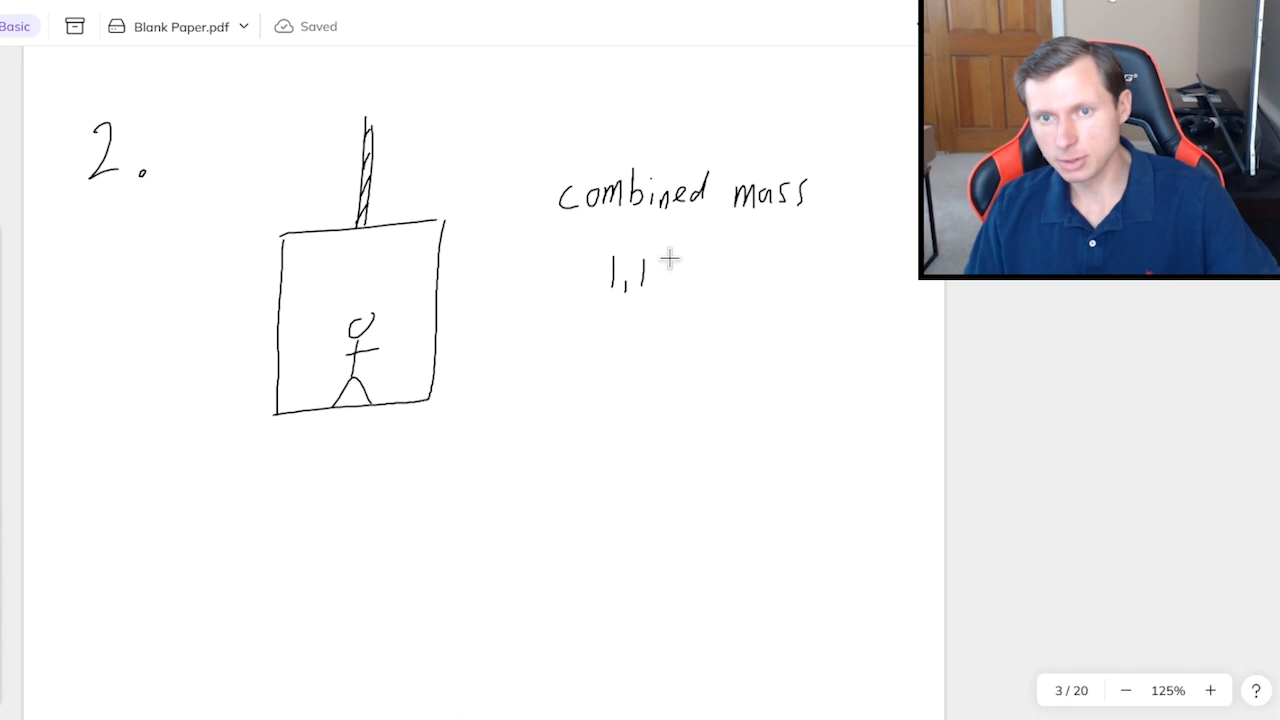 Basic
Blank Paper.pdf
Saved
2.
combined mass
1,1
3 / 20
125%
?